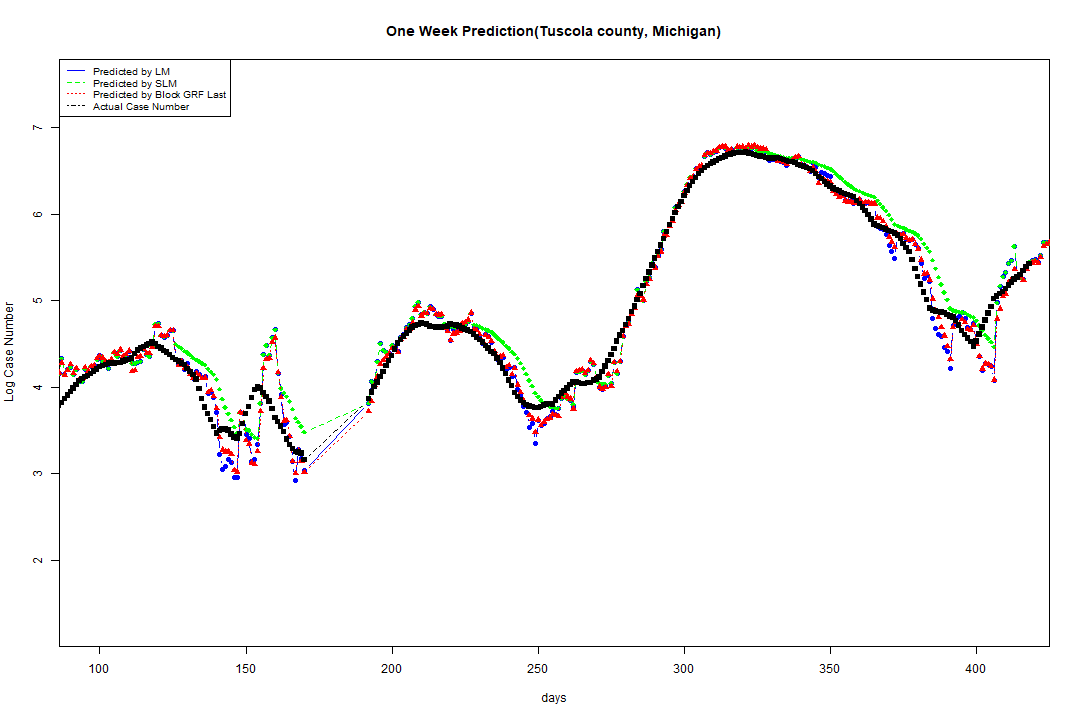 One Week Prediction(Tuscola county, Michigan)
Predicted by LM
Predicted by SLM
Predicted by Block GRF Last
Actual Case Number
7
6
5
4
3
2
Log Case Number
100 150 200 250 300 350 400
days